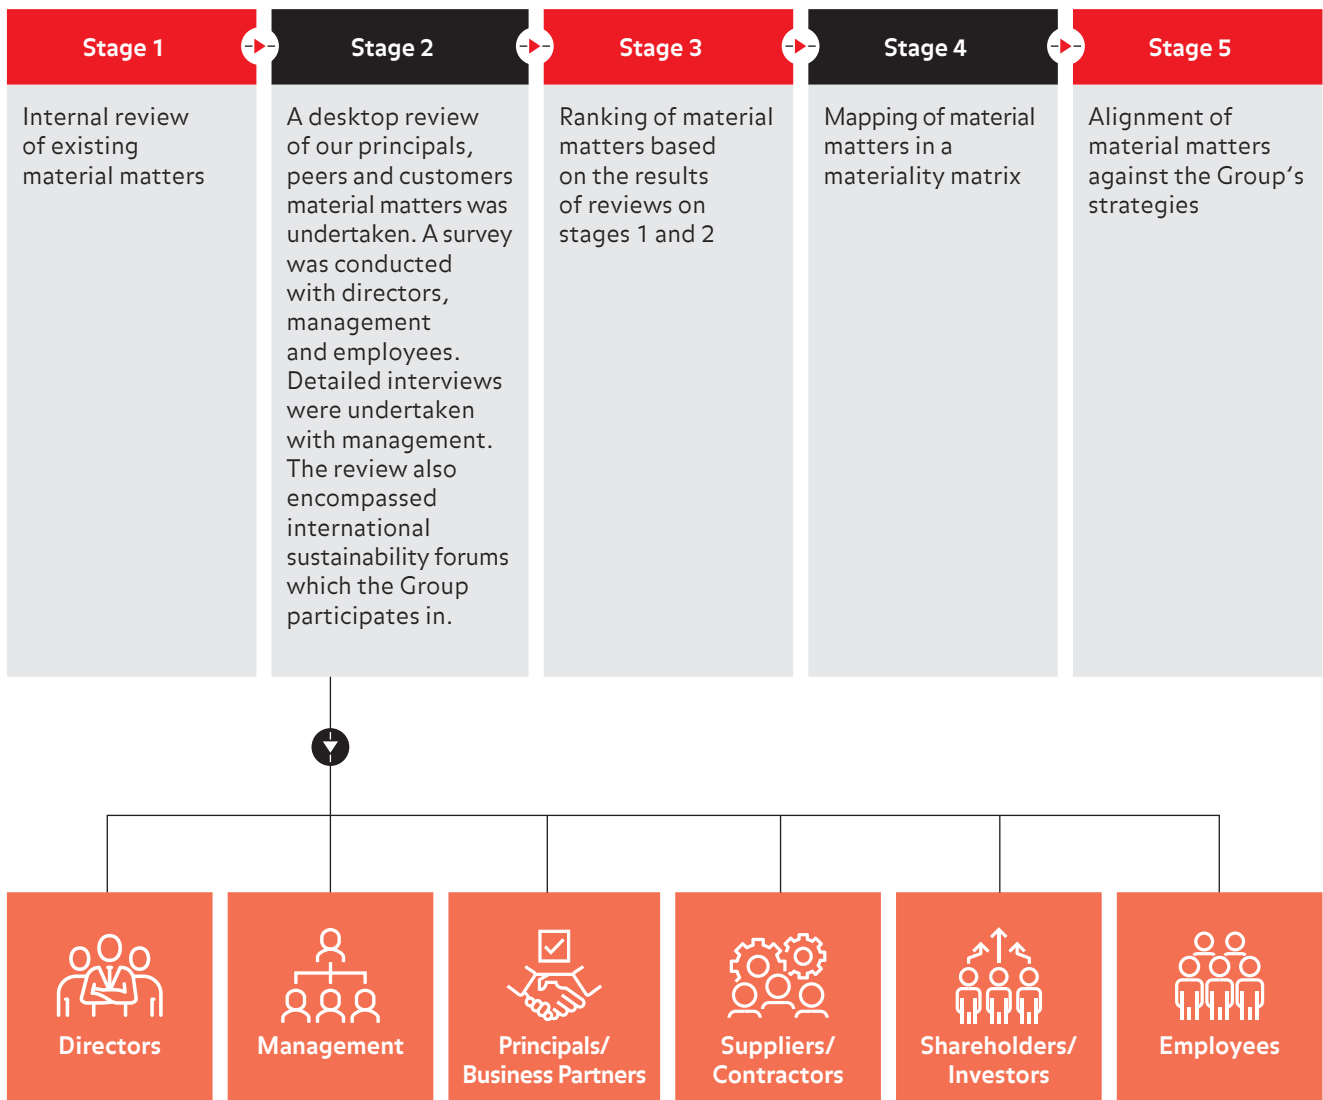 Stage 1
Stage 2
Stage 3
Stage 4
Stage 5
Internal review
of existing
material matters
A desktop review
of our principals,
peers and customers
material matters was
undertaken. A survey
was conducted
with directors,
management
and employees.
Detailed interviews
were undertaken
with management.
The review also
encompassed
international
sustainability forums
which the Group
participates in.
Ranking of material
matters based
on the results
of reviews on
stages 1 and 2
Mapping of material
matters in a
materiality matrix
Alignment of
material matters
against the Group‘s
strategies
Directors
Management
Principals/
Business Partners
Suppliers/
Contractors
Shareholders/
Investors
Employees